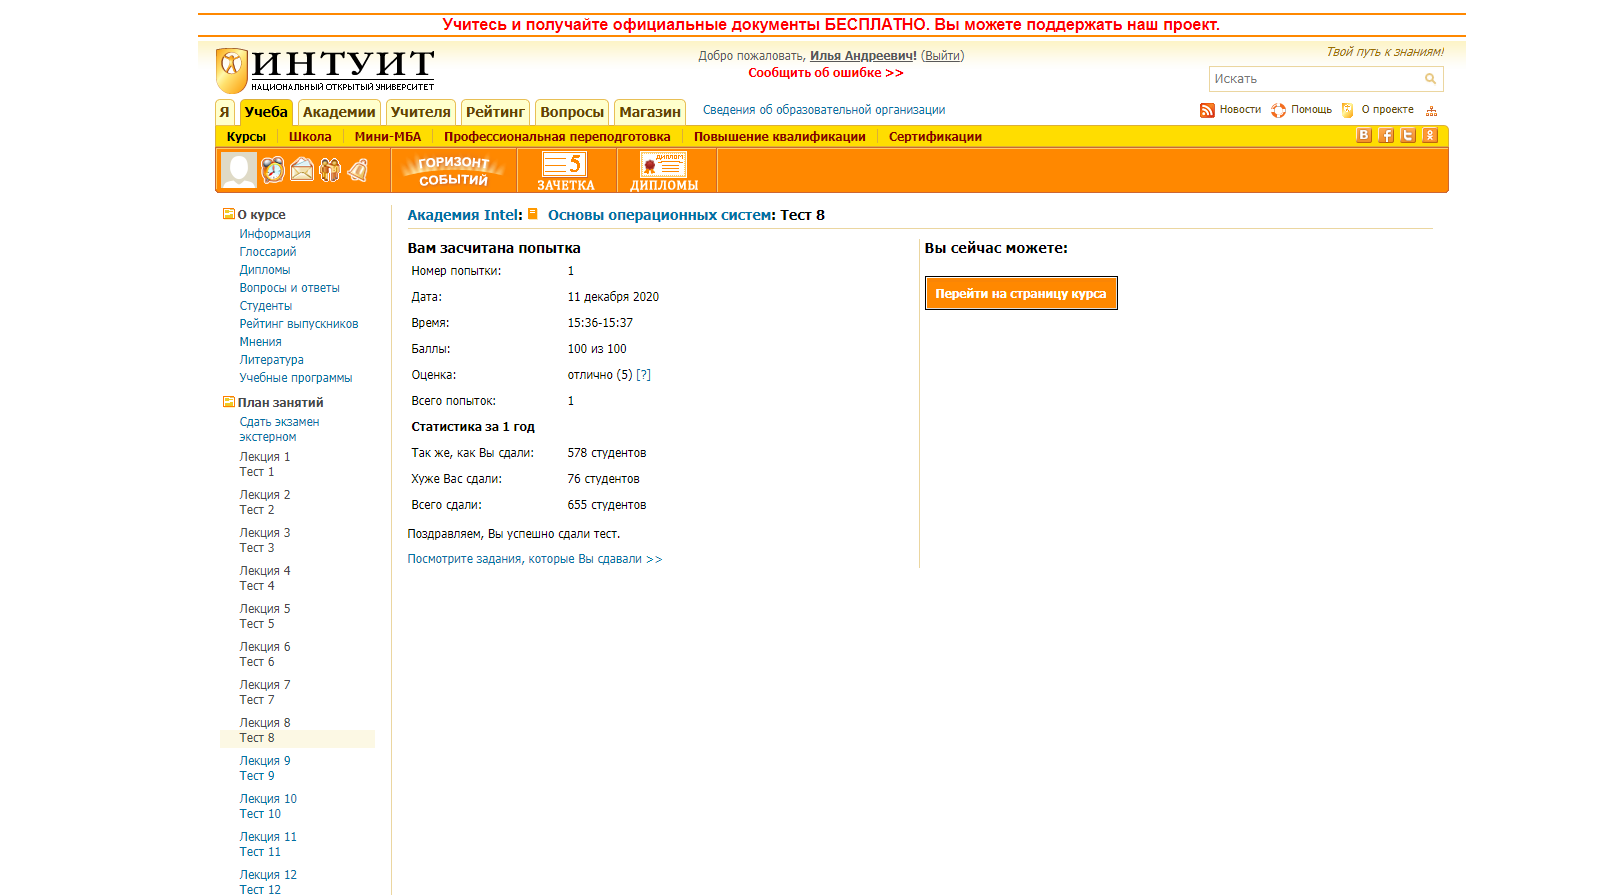 Учитесь и получайте официальные документы БЕСПЛАТНО. Вы можете поддержать наш проект.
ИНТУИТ
НАЦИОНАЛЬНЫЙ ОТКРЫТЫЙ УНИВЕРСИТЕТ
Добро пожаловать, Илья Андреевич! (Выйти)
Сообщить об ошибке >>
Твой путь к знаниям!
Искать
Я Учеба Академии Учителя Рейтинг Вопросы Магазин Сведения об образовательной организации Новости Помощь О проекте
Курсы Школа Мини-МБА Профессиональная переподготовка Повышение квалификации Сертификации
ГОРИЗОНТ СОБЫТИЙ
5 ЗАЧЕТКА
ДИПЛОМ ДИПЛОМЫ
О курсе
Информация
Глоссарий
Дипломы
Вопросы и ответы
Студенты
Рейтинг выпускников
Мнения
Литература
Учебные программы
План занятий
Сдать экзамен
экстерном
Лекция 1
Тест 1
Лекция 2
Тест 2
Лекция 3
Тест 3
Лекция 4
Тест 4
Лекция 5
Тест 5
Лекция 6
Тест 6
Лекция 7
Тест 7
Лекция 8
Тест 8
Лекция 9
Тест 9
Лекция 10
Тест 10
Лекция 11
Тест 11
Лекция 12
Тест 12
Академия Intel: Основы операционных систем: Тест 8
Вам засчитана попытка
Номер попытки: 1
Дата: 11 декабря 2020
Время: 15:36-15:37
Баллы: 100 из 100
Оценка: отлично (5) [?]
Всего попыток: 1
Статистика за 1 год
Так же, как Вы сдали: 578 студентов
Хуже Вас сдали: 76 студентов
Всего сдали: 655 студентов
Поздравляем, Вы успешно сдали тест.
Посмотрите задания, которые Вы сдавали >>
Вы сейчас можете:
Перейти на страницу курса